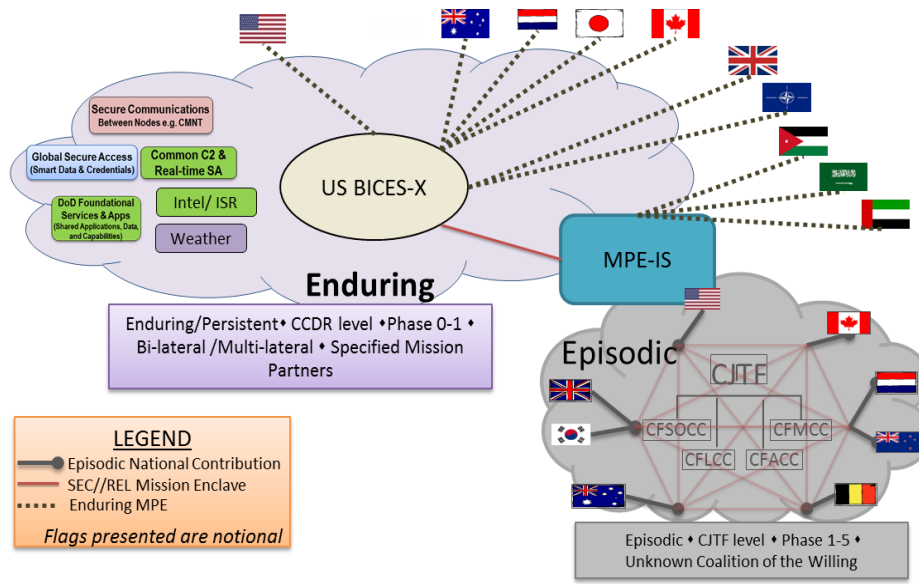 Secure Communications
Between Nodes e.g. CMNT
Global Secure Access
(Smart Data & Credentials)
Common C2 &
Real-time SA
DoD Foundational
Services & Apps
(Shared Applications, Data,
and Capabilities)
Intel/ ISR
Weather
US BICES-X
MPE-IS
Enduring
Enduring/Persistent♦ CCDR level ♦Phase 0-1 ♦
Bi-lateral /Multi-lateral ♦ Specified Mission
Partners
Episodic
CJTF
CFSOCC
CFMCC
CFLCC
CFACC
LEGEND
Episodic National Contribution
SEC//REL Mission Enclave
Enduring MPE
Flags presented are notional
Episodic ♦ CJTF level ♦ Phase 1-5 ♦
Unknown Coalition of the Willing